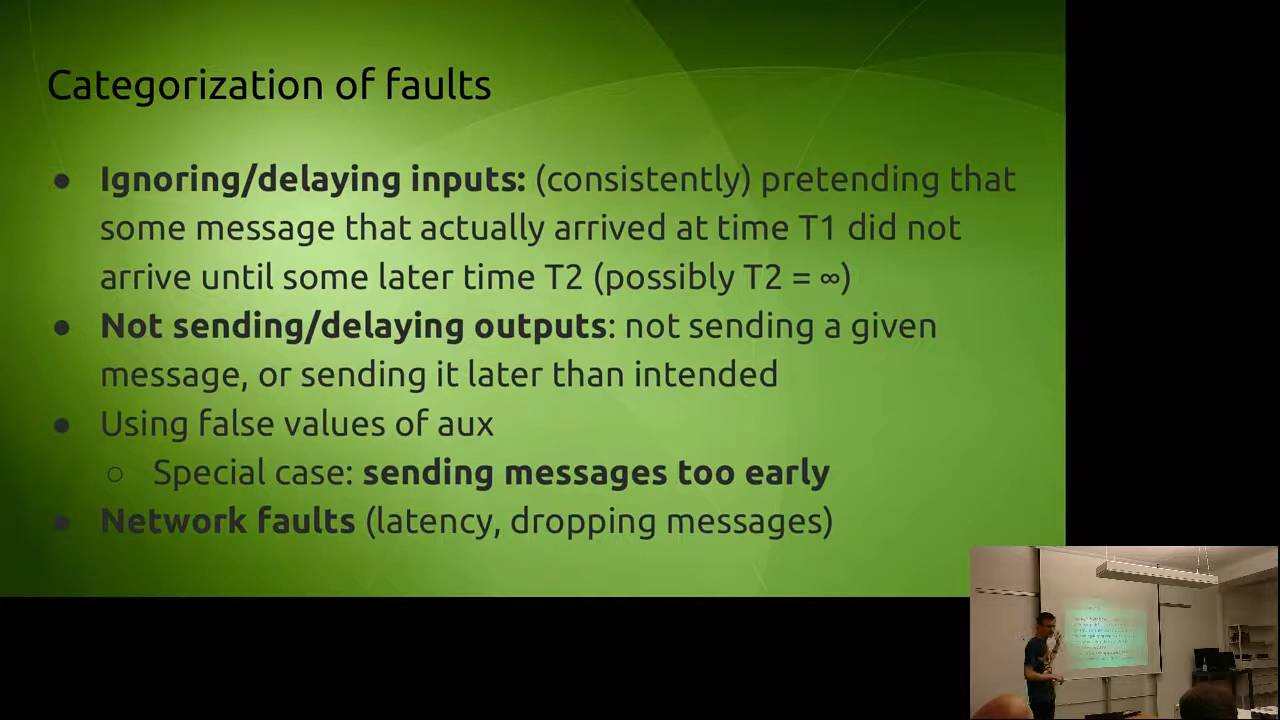 Categorization of faults
● Ignoring/delaying inputs: (consistently) pretending that
some message that actually arrived at time T1 did not
arrive until some later time T2 (possibly T2 = ∞)
● Not sending/delaying outputs: not sending a given
message, or sending it later than intended
● Using false values of aux
○ Special case: sending messages too early
● Network faults (latency, dropping messages)